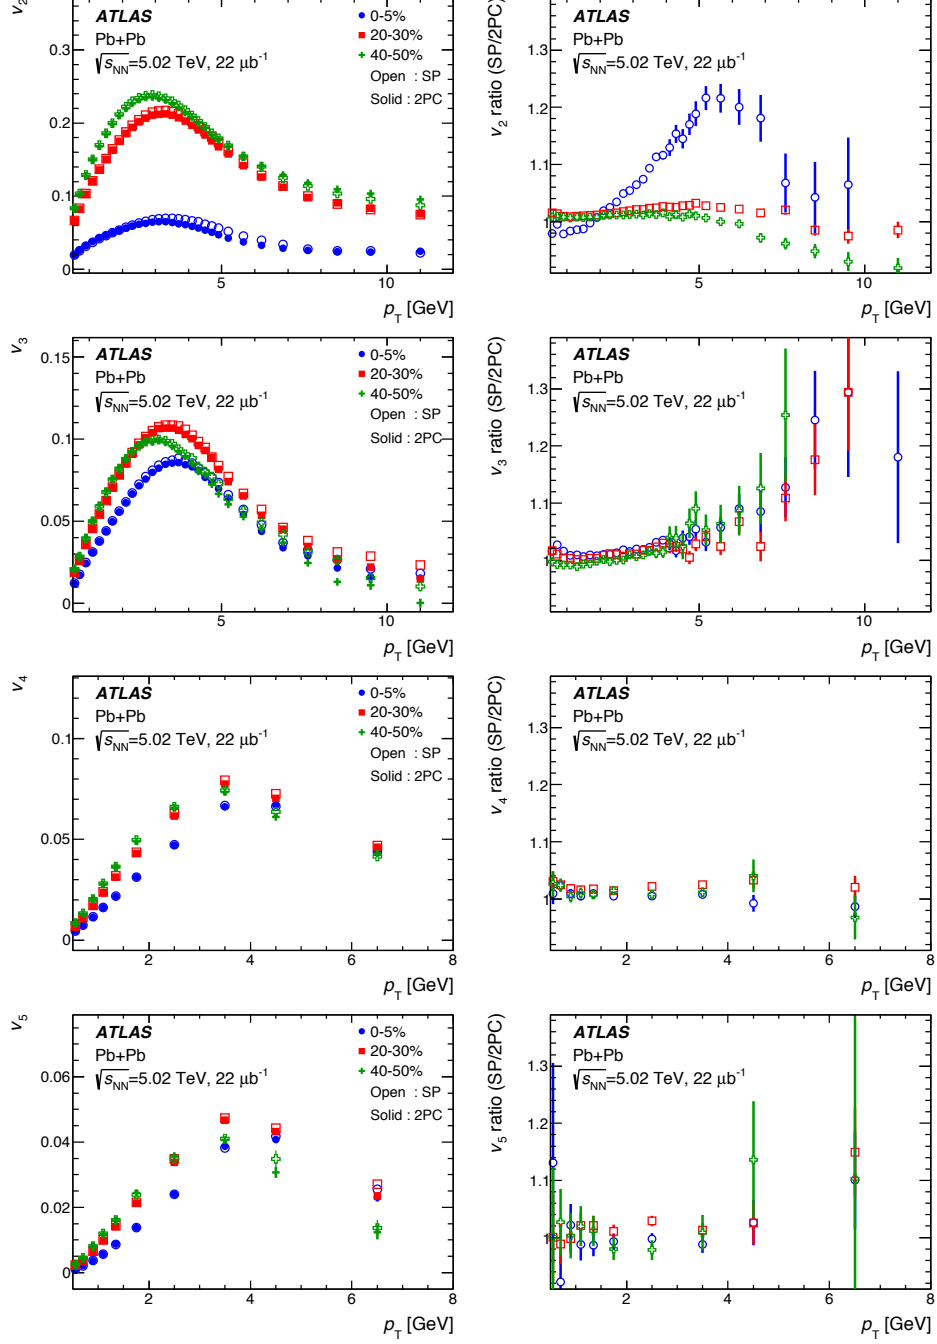 v₂
ATLAS
Pb+Pb
√sNN=5.02 TeV, 22 μb⁻¹
0-5%
20-30%
40-50%
Open : SP
Solid : 2PC
0.3
0.2
0.1
0
5
10
pT [GeV]
v₂ ratio (SP/2PC)
ATLAS
Pb+Pb
√sNN=5.02 TeV, 22 μb⁻¹
1.3
1.2
1.1
1
5
10
pT [GeV]
v₃
ATLAS
Pb+Pb
√sNN=5.02 TeV, 22 μb⁻¹
0-5%
20-30%
40-50%
Open : SP
Solid : 2PC
0.15
0.1
0.05
0
5
10
pT [GeV]
v₃ ratio (SP/2PC)
ATLAS
Pb+Pb
√sNN=5.02 TeV, 22 μb⁻¹
1.3
1.2
1.1
1
5
10
pT [GeV]
v₄
ATLAS
Pb+Pb
√sNN=5.02 TeV, 22 μb⁻¹
0-5%
20-30%
40-50%
Open : SP
Solid : 2PC
0.1
0.05
0
2
4
6
8
pT [GeV]
v₄ ratio (SP/2PC)
ATLAS
Pb+Pb
√sNN=5.02 TeV, 22 μb⁻¹
1.3
1.2
1.1
1
2
4
6
8
pT [GeV]
v₅
ATLAS
Pb+Pb
√sNN=5.02 TeV, 22 μb⁻¹
0-5%
20-30%
40-50%
Open : SP
Solid : 2PC
0.06
0.04
0.02
0
2
4
6
8
pT [GeV]
v₅ ratio (SP/2PC)
ATLAS
Pb+Pb
√sNN=5.02 TeV, 22 μb⁻¹
1.3
1.2
1.1
1
2
4
6
8
pT [GeV]